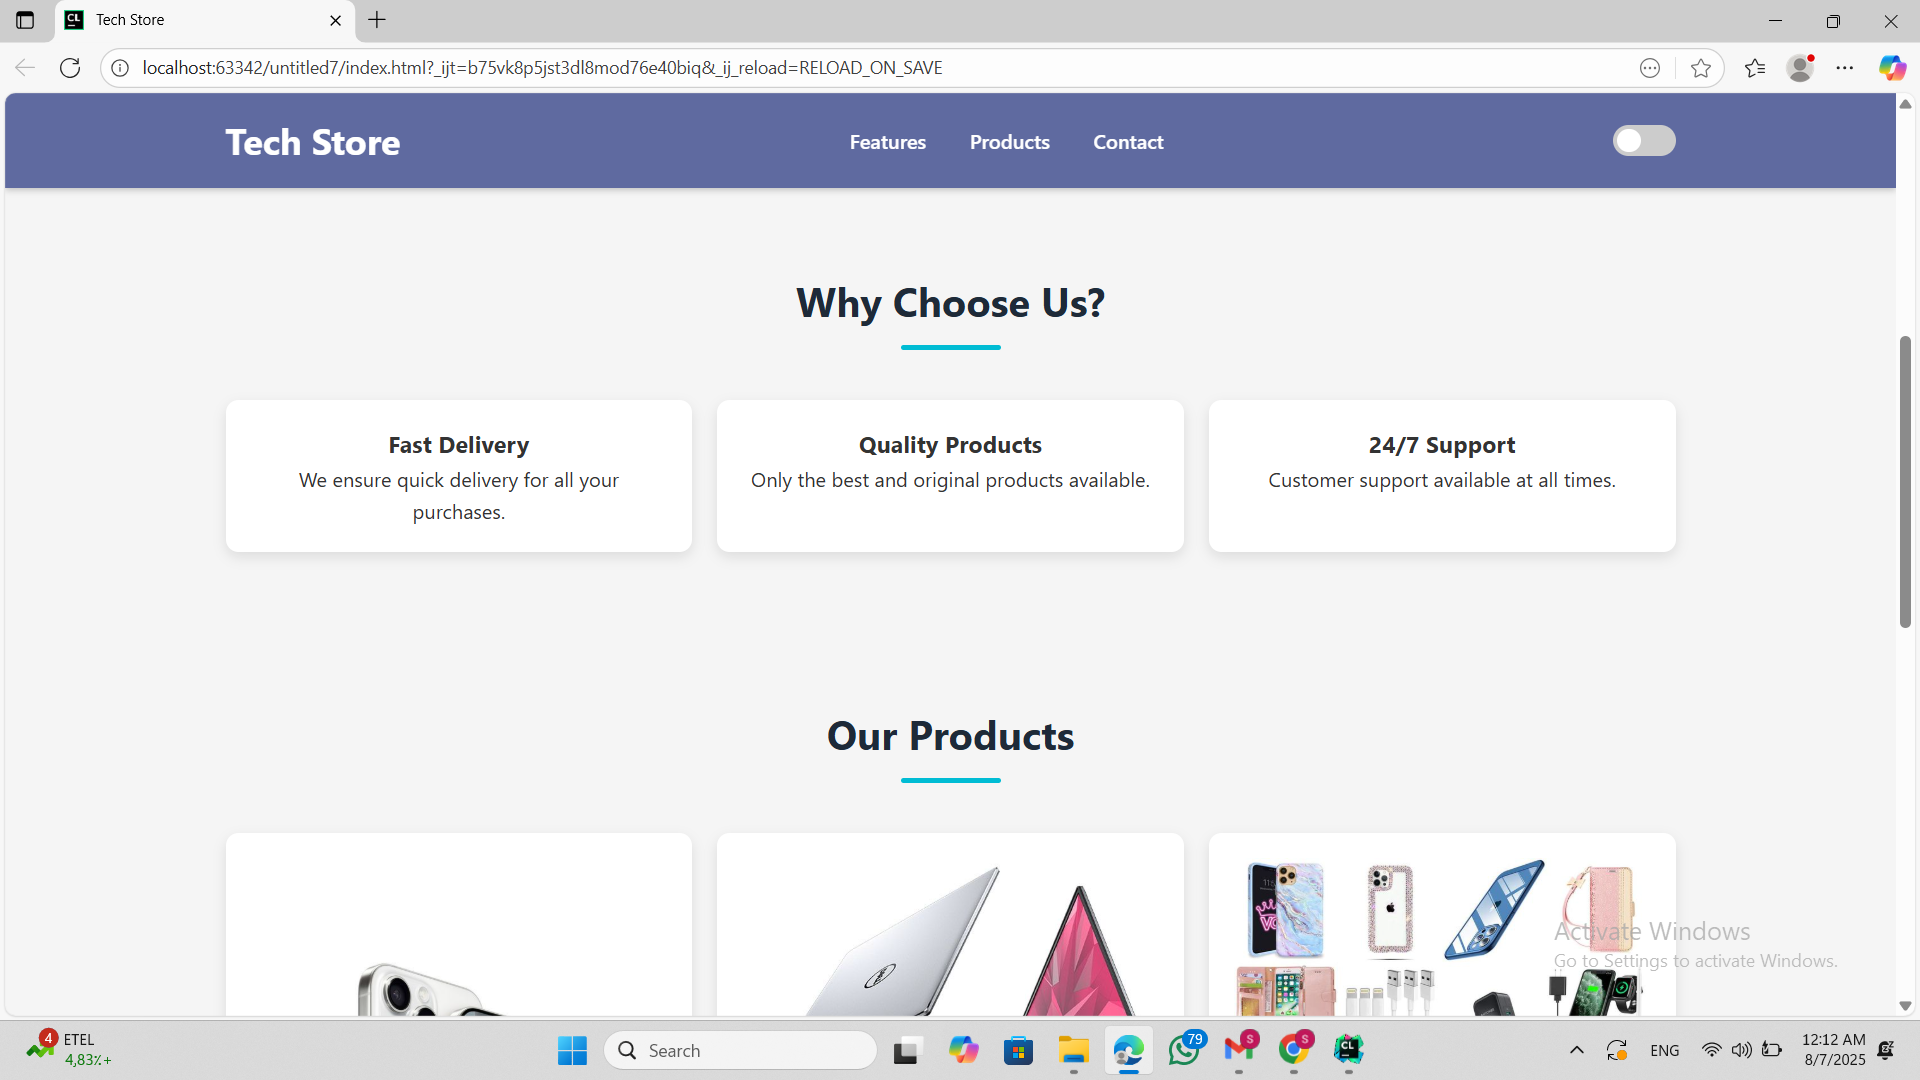 Tech Store
localhost:63342/untitled7/index.html?_ijt=b75vk8p5jst3dl8mod76e40biq&_ij_reload=RELOAD_ON_SAVE
Tech Store
Features
Products
Contact
Why Choose Us?
Fast Delivery
We ensure quick delivery for all your
purchases.
Quality Products
Only the best and original products available.
24/7 Support
Customer support available at all times.
Our Products
Activate Windows
Go to Settings to activate Windows.
4
ETEL
4,83٪+
Search
79
S
S
CL
ENG
12:12 AM
8/7/2025